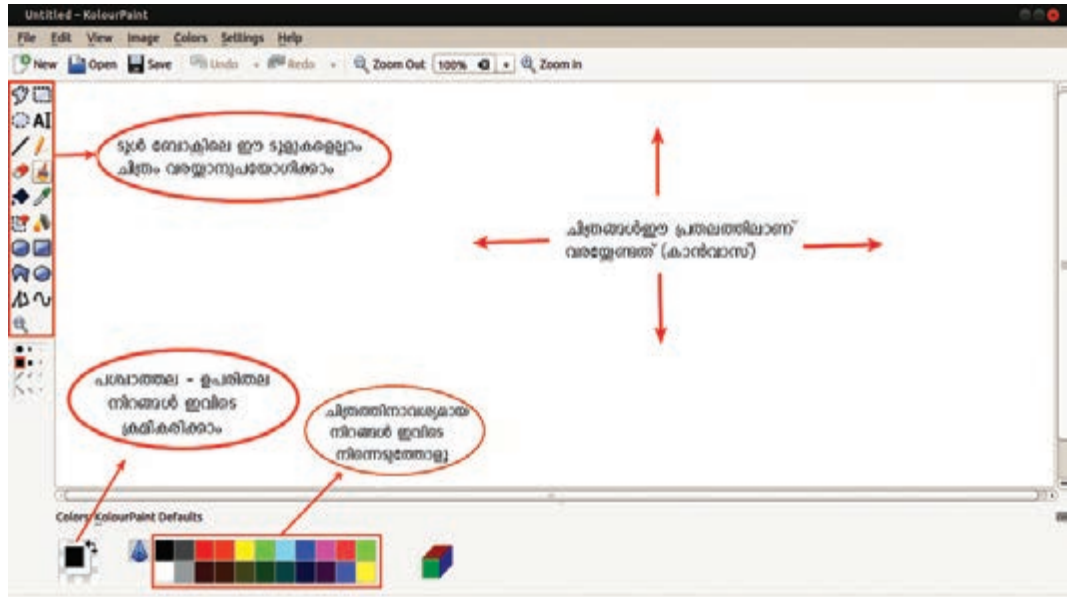 Untitled – KolourPaint
File Edit View Image Colors Settings Help
New Open Save Undo Redo Zoom Out 100% Zoom In
AI
ടൂൾ ബോക്സിലെ ഈ ടൂളുകളെല്ലാം
ചിത്രം വരയ്ക്കാനുപയോഗിക്കാം
ചിത്രങ്ങൾഈ പ്രതലത്തിലാണ്
വരയ്ക്കേണ്ടത് (കാൻവാസ്)
പശ്ചാത്തല - ഉപരിതല
നിറങ്ങൾ ഇവിടെ
ക്രമികരിക്കാം
ചിത്രത്തിനാവശ്യമായ
നിറങ്ങൾ ഇവിടെ
നിന്നെടുത്തോളൂ
Colors: KolourPaint Defaults